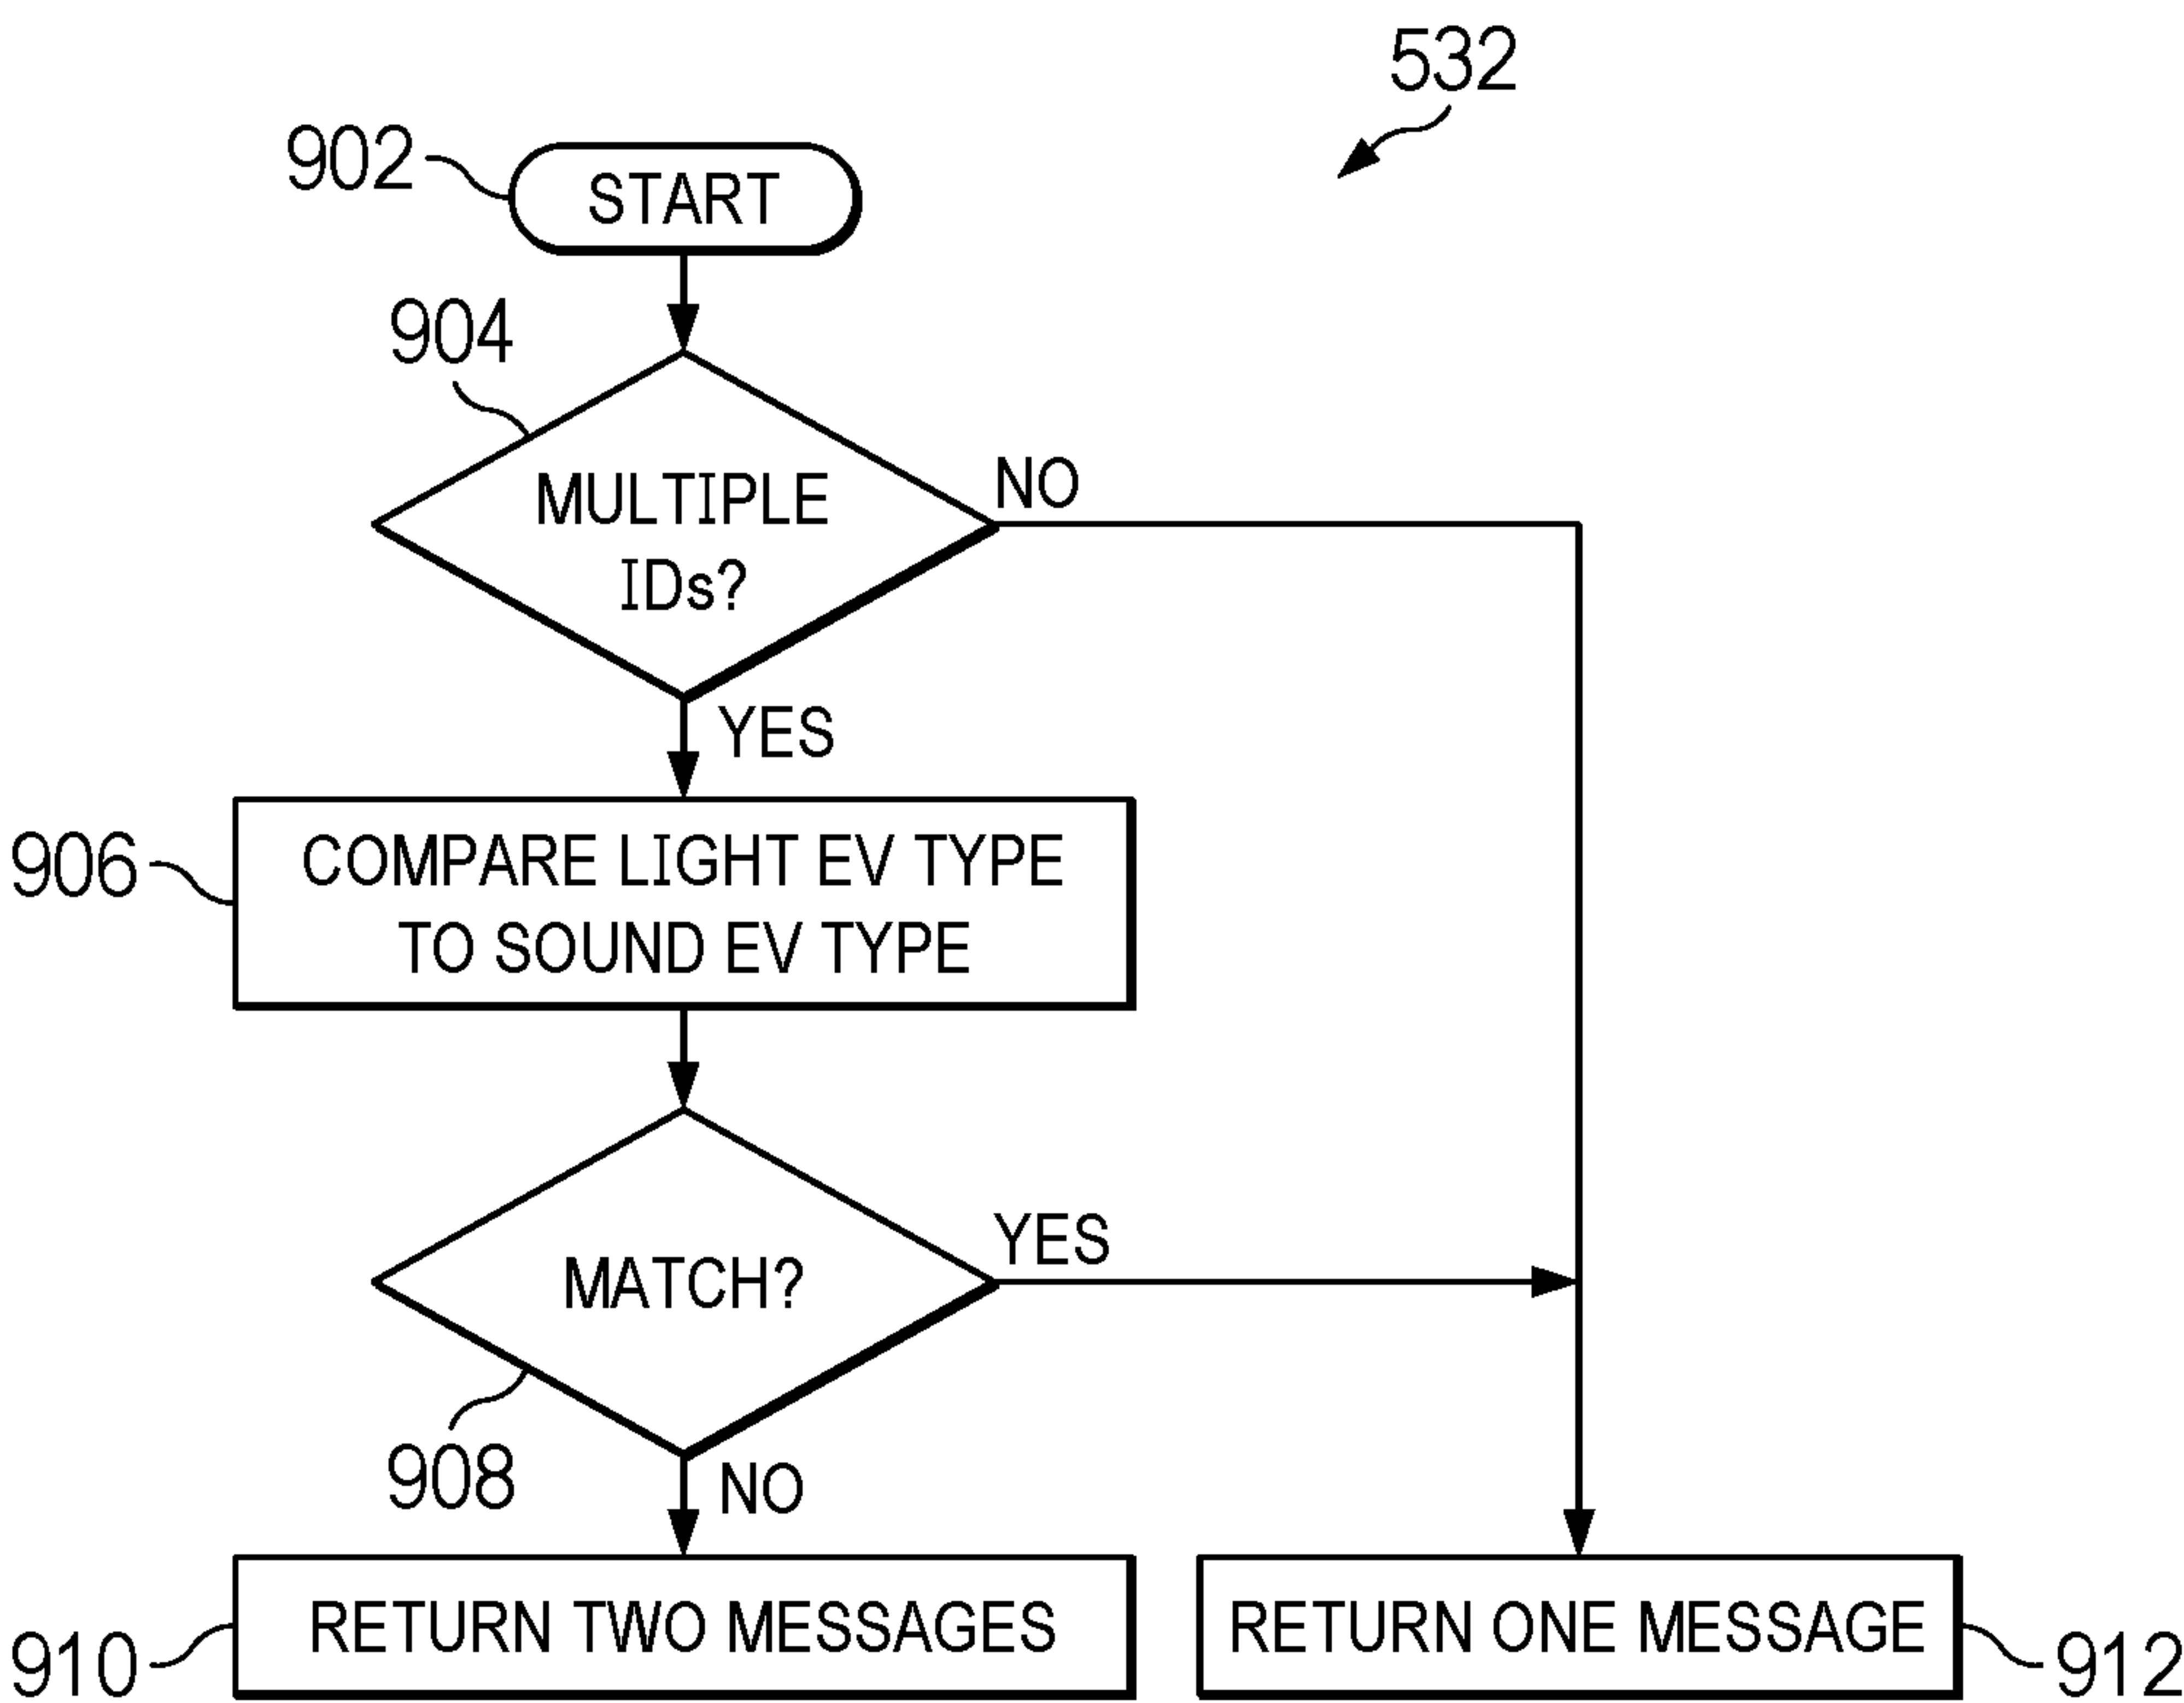 532
902
START
904
MULTIPLE
IDs?
NO
YES
906
COMPARE LIGHT EV TYPE
TO SOUND EV TYPE
MATCH?
YES
908
NO
910
RETURN TWO MESSAGES
RETURN ONE MESSAGE
912